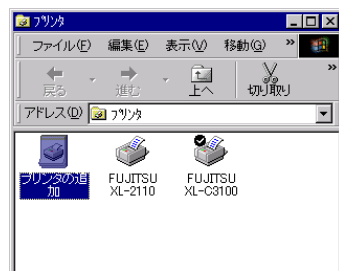 プリンタ
ファイル(F) 編集(E) 表示(V) 移動(G) »
戻る 進む 上へ 切り取り »
アドレス(D) プリンタ
プリンタの追
加
FUJITSU
XL-2110
FUJITSU
XL-C3100